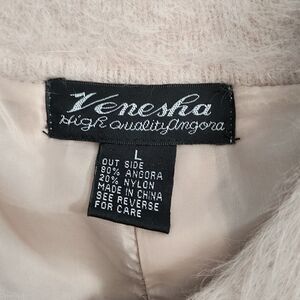 Venesha
High Quality Angora
L
OUT SIDE
80% ANGORA
20% NYLON
MADE IN CHINA
SEE REVERSE
FOR CARE